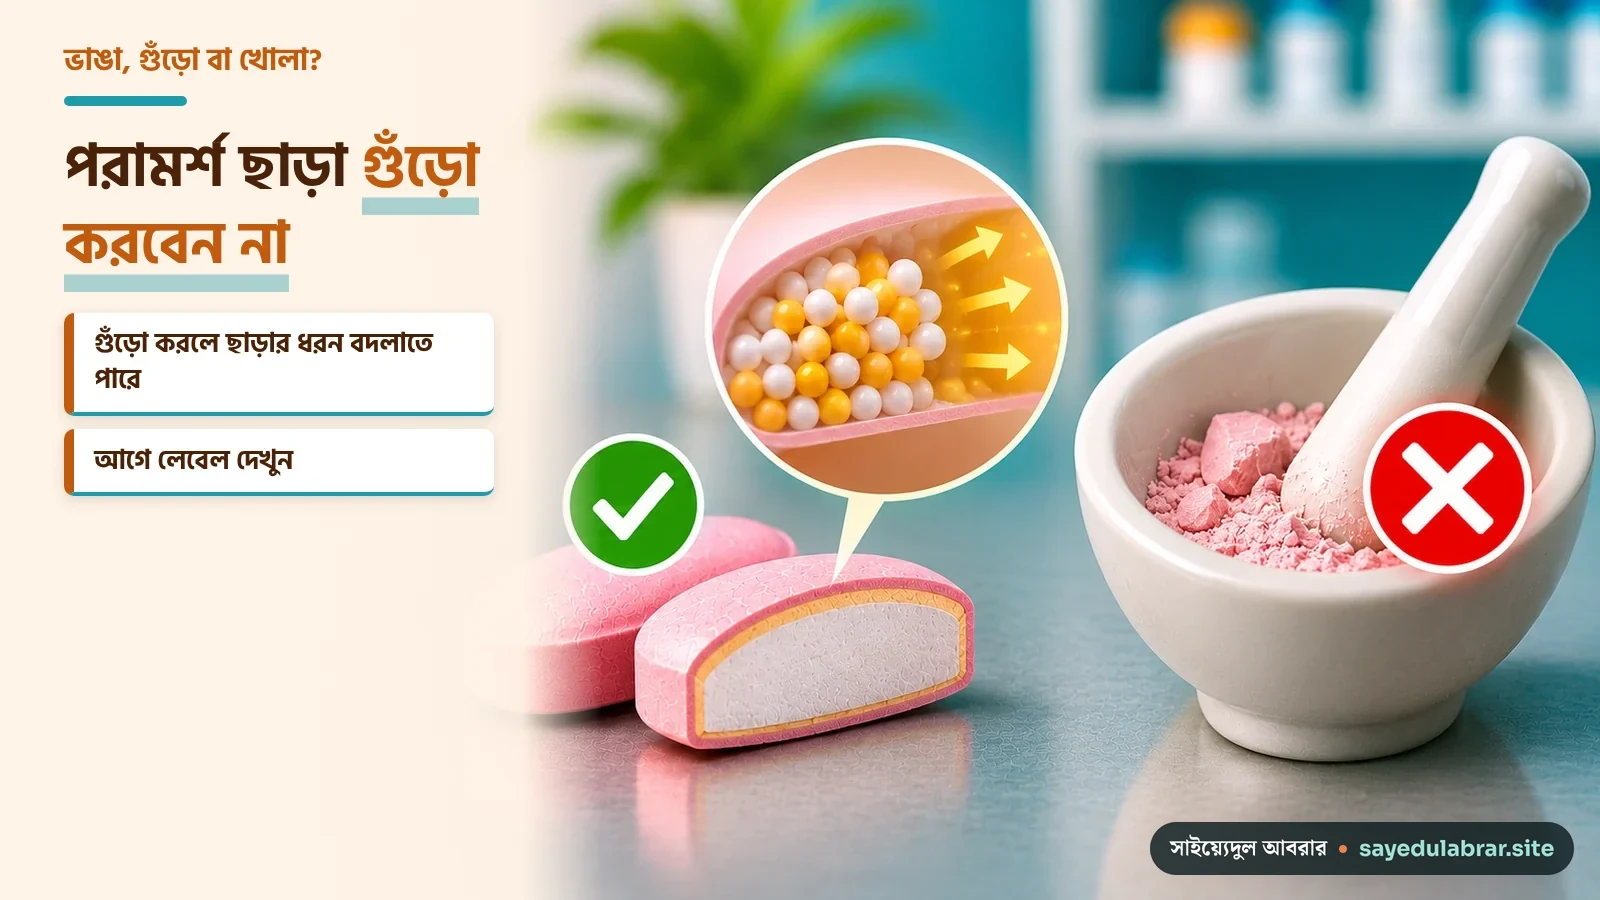 ভাঙা, গুঁড়ো বা খোলা?
পরামর্শ ছাড়া গুঁড়ো
করবেন না
গুঁড়ো করলে ছাড়ার ধরন বদলাতে
পারে
আগে লেবেল দেখুন
সাইয়্যেদুল আবরার • sayedulabrar.site